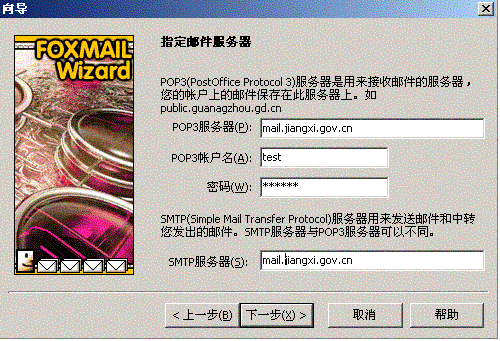 向导
FOXMAIL
Wizard
指定邮件服务器
POP3(PostOffice Protocol 3)服务器是用来接收邮件的服务器，
您的帐户上的邮件保存在此服务器上。如
public.guanagzhou.gd.cn
POP3服务器(P): mail.jiangxi.gov.cn
POP3帐户名(A): test
密码(W): ******
SMTP(Simple Mail Transfer Protocol)服务器用来发送邮件和中转
您发出的邮件。SMTP服务器与POP3服务器可以不同。
SMTP服务器(S): mail.jiangxi.gov.cn
< 上一步(B) 下一步(X) > 取消 帮助